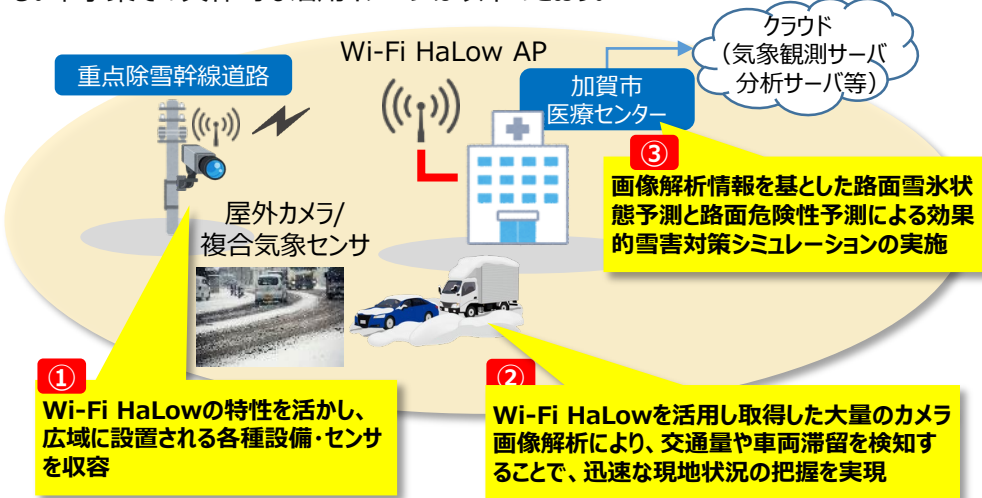 Wi-Fi HaLow AP
クラウド
（気象観測サーバ
分析サーバ等）
重点除雪幹線道路
加賀市
医療センター
③
画像解析情報を基とした路面雪氷状
態予測と路面危険性予測による効果
的雪害対策シミュレーションの実施
屋外カメラ/
複合気象センサ
①
Wi-Fi HaLowの特性を活かし、
広域に設置される各種設備・センサ
を収容
②
Wi-Fi HaLowを活用し取得した大量のカメラ
画像解析により、交通量や車両滞留を検知す
ることで、迅速な現地状況の把握を実現